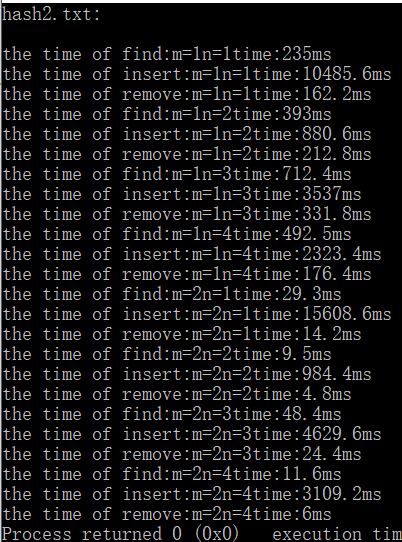 hash2.txt:
the time of find:m=1n=1time:235ms
the time of insert:m=1n=1time:10485.6ms
the time of remove:m=1n=1time:162.2ms
the time of find:m=1n=2time:393ms
the time of insert:m=1n=2time:880.6ms
the time of remove:m=1n=2time:212.8ms
the time of find:m=1n=3time:712.4ms
the time of insert:m=1n=3time:3537ms
the time of remove:m=1n=3time:331.8ms
the time of find:m=1n=4time:492.5ms
the time of insert:m=1n=4time:2323.4ms
the time of remove:m=1n=4time:176.4ms
the time of find:m=2n=1time:29.3ms
the time of insert:m=2n=1time:15608.6ms
the time of remove:m=2n=1time:14.2ms
the time of find:m=2n=2time:9.5ms
the time of insert:m=2n=2time:984.4ms
the time of remove:m=2n=2time:4.8ms
the time of find:m=2n=3time:48.4ms
the time of insert:m=2n=3time:4629.6ms
the time of remove:m=2n=3time:24.4ms
the time of find:m=2n=4time:11.6ms
the time of insert:m=2n=4time:3109.2ms
the time of remove:m=2n=4time:6ms
Process returned 0 (0x0)   execution tim